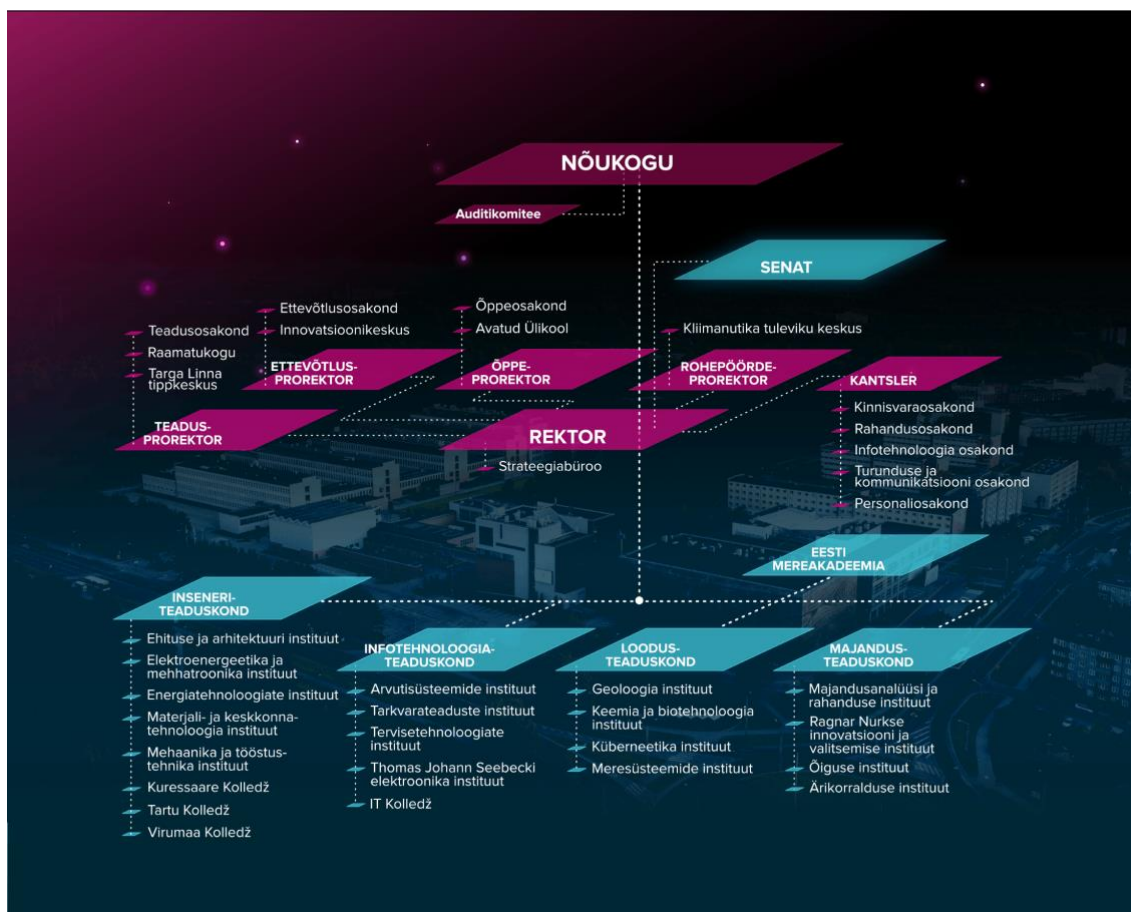 NÕUKOGU
Auditikomitee
SENAT
Ettevõtlusosakond
Innovatsioonikeskus
Õppeosakond
Avatud Ülikool
Kliimanutika tuleviku keskus
Teadusosakond
Raamatukogu
Targa Linna
tippkeskus
ETTEVÕTLUS-
PROREKTOR
ÕPPE-
PROREKTOR
ROHEPÖÖRDE-
PROREKTOR
KANTSLER
TEADUS-
PROREKTOR
REKTOR
Strateegiabüroo
Kinnisvaraosakond
Rahandusosakond
Infotehnoloogia osakond
Turunduse ja
kommunikatsiooni osakond
Personaliosakond
EESTI
MEREAKADEEMIA
INSENERI-
TEADUSKOND
Ehituse ja arhitektuuri instituut
Elektroenergeetika ja
mehhatroonika instituut
Energiatehnoloogiate instituut
Materjali- ja keskkonna-
tehnoloogia instituut
Mehaanika ja tööstus-
tehnika instituut
Kuressaare Kolledž
Tartu Kolledž
Virumaa Kolledž
INFOTEHNOLOOGIA-
TEADUSKOND
Arvutisüsteemide instituut
Tarkvarateaduste instituut
Tervisetehnoloogiate
instituut
Thomas Johann Seebecki
elektroonika instituut
IT Kolledž
LOODUS-
TEADUSKOND
Geoloogia instituut
Keemia ja biotehnoloogia
instituut
Küberneetika instituut
Meresüsteemide instituut
MAJANDUS-
TEADUSKOND
Majandusanalüüsi ja
rahanduse instituut
Ragnar Nurkse
innovatsiooni ja
valitsemise instituut
Õiguse instituut
Ärikorralduse instituut